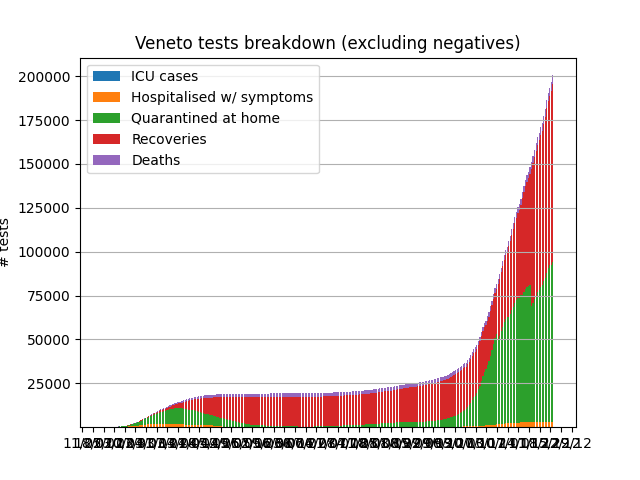 Veneto tests breakdown (excluding negatives)
ICU cases
Hospitalised w/ symptoms
Quarantined at home
Recoveries
Deaths
200000
175000
150000
125000
100000
75000
50000
25000
# tests